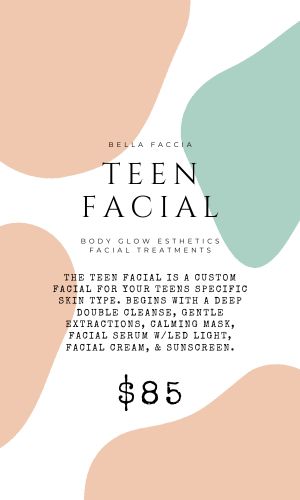 BELLA FACCIA
TEEN
FACIAL
BODY GLOW ESTHETICS
FACIAL TREATMENTS
THE TEEN FACIAL IS A CUSTOM
FACIAL FOR YOUR TEENS SPECIFIC
SKIN TYPE. BEGINS WITH A DEEP
DOUBLE CLEANSE, GENTLE
EXTRACTIONS, CALMING MASK,
FACIAL SERUM W/LED LIGHT,
FACIAL CREAM, & SUNSCREEN.
$85